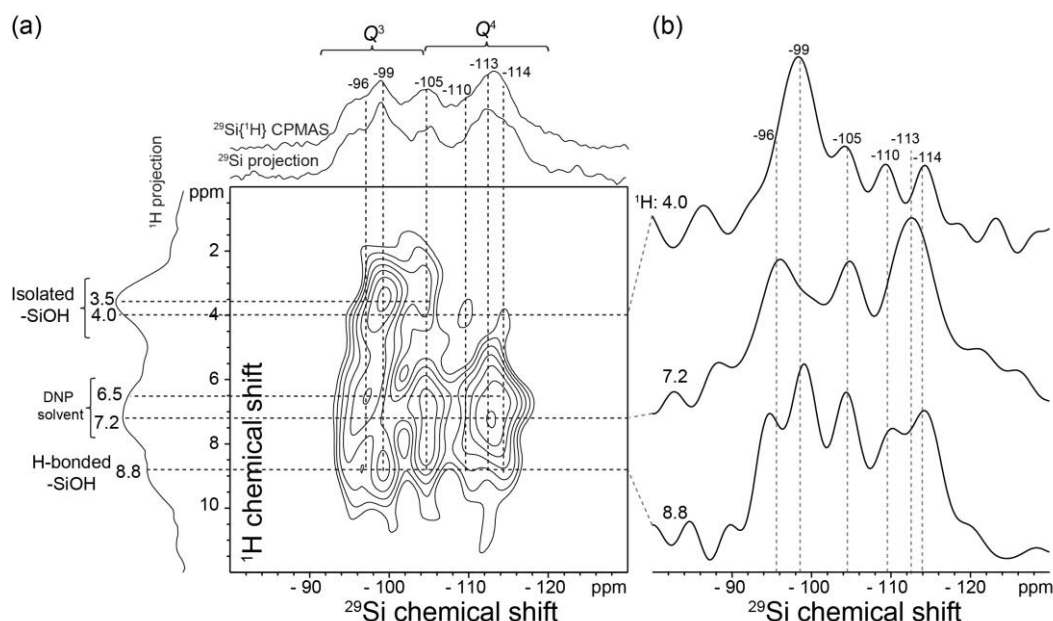 (a)
Q³
Q⁴
-96
-99
-105
-110
-113
-114
²⁹Si{¹H} CPMAS
²⁹Si projection
¹H projection
ppm
2
4
6
8
10
Isolated
-SiOH
3.5
4.0
DNP
solvent
6.5
7.2
H-bonded
-SiOH
8.8
¹H chemical shift
- 90
- 100
- 110
- 120
ppm
²⁹Si chemical shift
(b)
-99
-96
-105
-110
-113
-114
¹H: 4.0
7.2
8.8
- 90
- 100
- 110
- 120
ppm
²⁹Si chemical shift